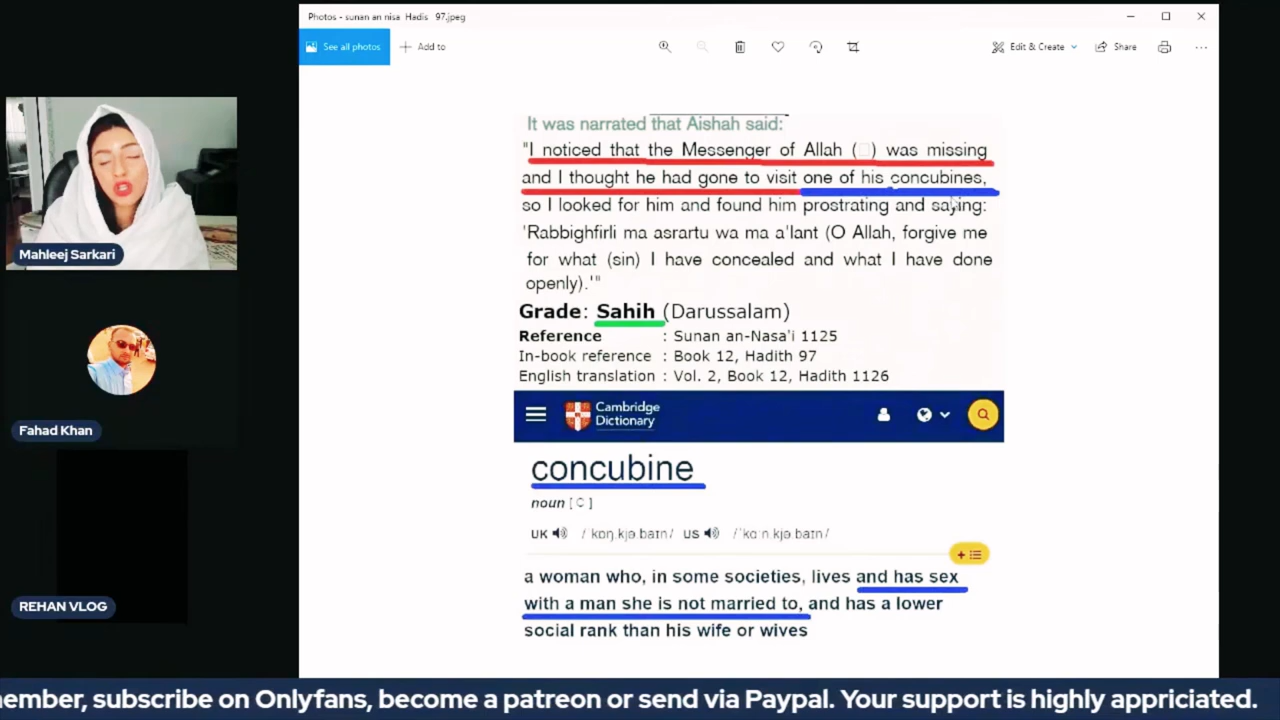 Photos - sunan an nisa Hadis 97.jpeg
See all photos
Add to
Edit & Create
Share
It was narrated that Aishah said:
"I noticed that the Messenger of Allah () was missing
and I thought he had gone to visit one of his concubines,
so I looked for him and found him prostrating and saying:
'Rabbighfirli ma asrartu wa ma a'lant (O Allah, forgive me
for what (sin) I have concealed and what I have done
openly).'"
Grade: Sahih (Darussalam)
Reference : Sunan an-Nasa'i 1125
In-book reference : Book 12, Hadith 97
English translation : Vol. 2, Book 12, Hadith 1126
Cambridge
Dictionary
concubine
noun [ C ]
UK /ˈkɒŋ.kjə.baɪn/ US /ˈkɑːn.kjə.baɪn/
a woman who, in some societies, lives and has sex
with a man she is not married to, and has a lower
social rank than his wife or wives
Mahleej Sarkari
Fahad Khan
REHAN VLOG
ember, subscribe on Onlyfans, become a patreon or send via Paypal. Your support is highly appriciated.